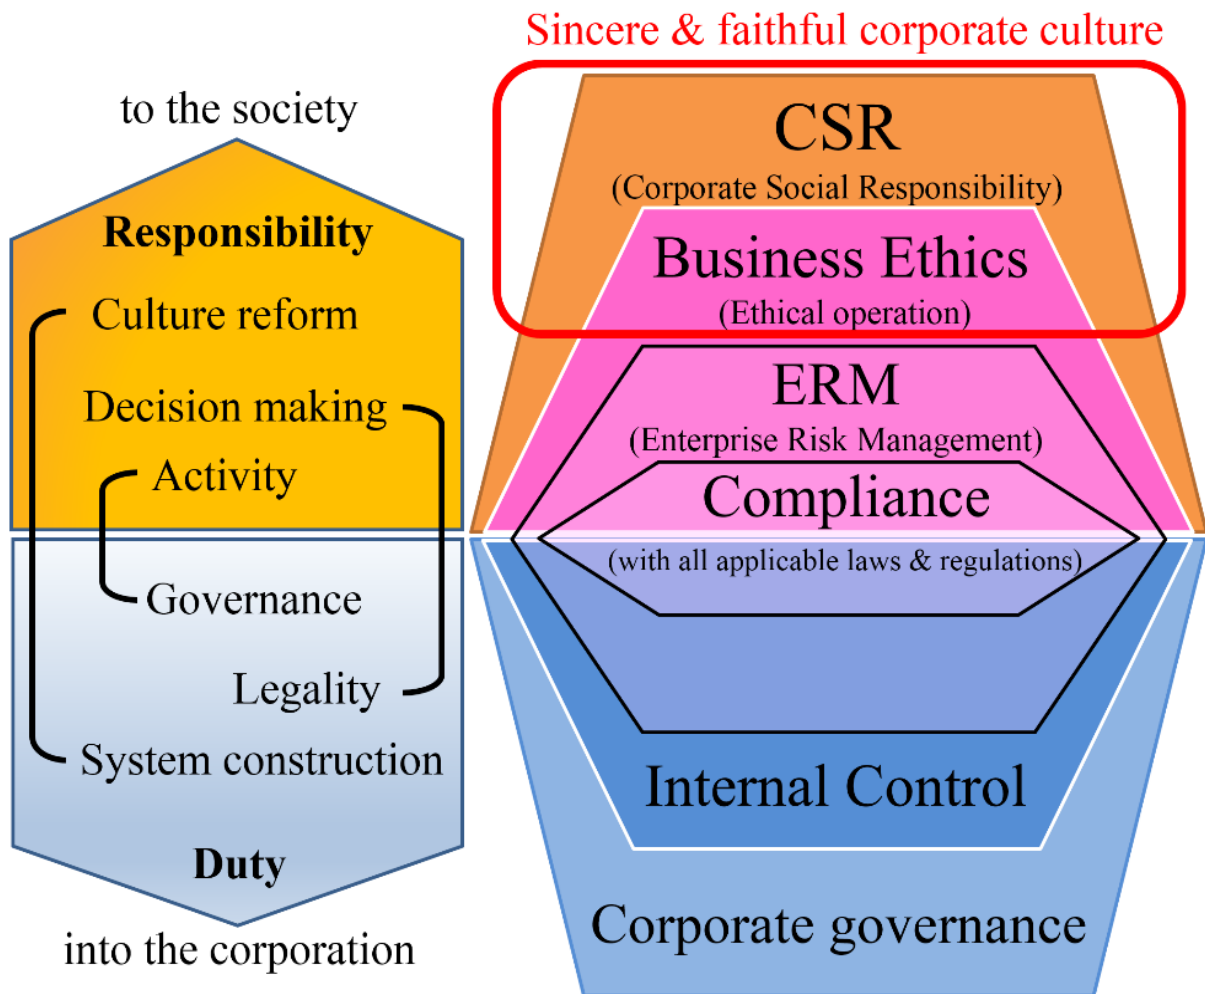 Sincere & faithful corporate culture
to the society
Responsibility
Culture reform
Decision making
Activity
Governance
Legality
System construction
Duty
into the corporation
CSR
(Corporate Social Responsibility)
Business Ethics
(Ethical operation)
ERM
(Enterprise Risk Management)
Compliance
(with all applicable laws & regulations)
Internal Control
Corporate governance